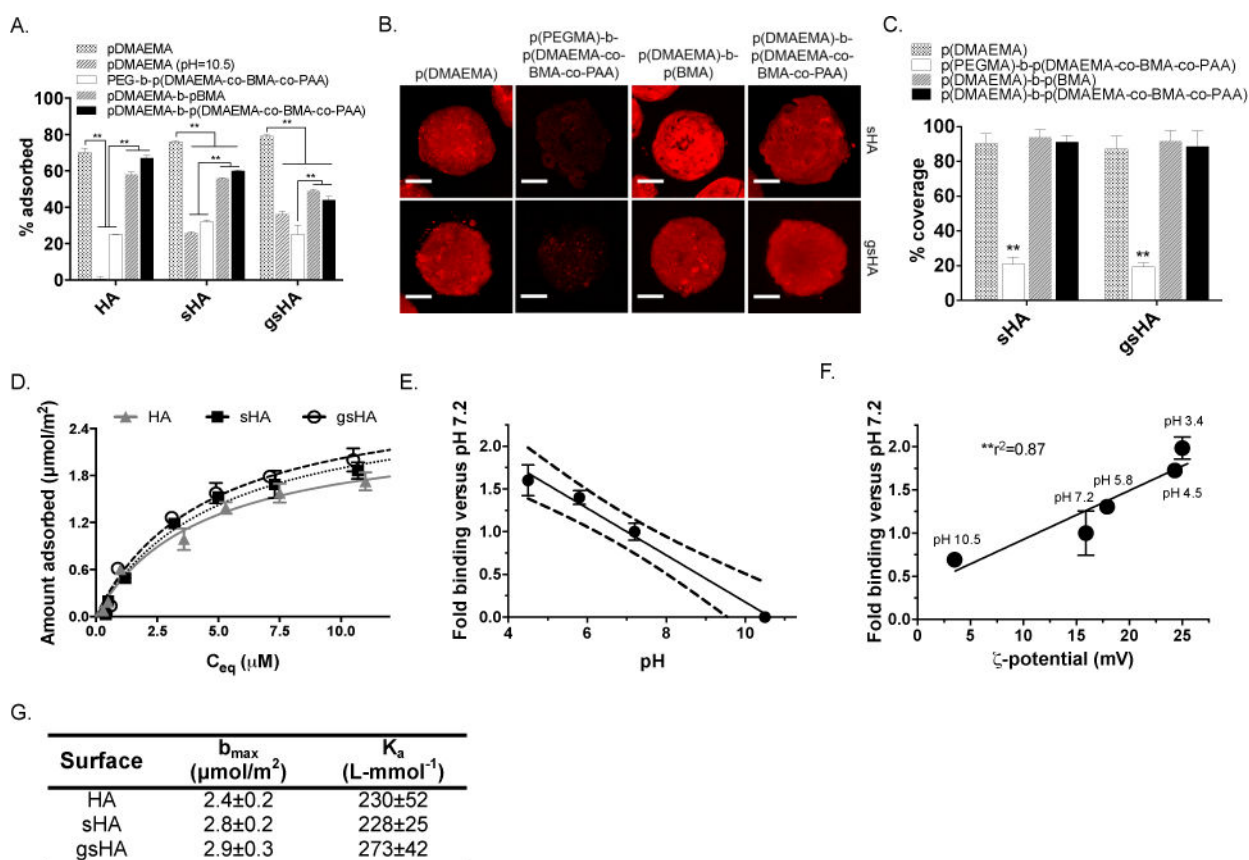 A.
pDMAEMA
pDMAEMA (pH=10.5)
PEG-b-p(DMAEMA-co-BMA-co-PAA)
pDMAEMA-b-pBMA
pDMAEMA-b-p(DMAEMA-co-BMA-co-PAA)
% adsorbed
100
80
60
40
20
0
** ** ** ** ** **
HA sHA gsHA
B.
p(DMAEMA)
p(PEGMA)-b-
p(DMAEMA-co-
BMA-co-PAA)
p(DMAEMA)-b-
p(BMA)
p(DMAEMA)-b-
p(DMAEMA-co-
BMA-co-PAA)
sHA
gsHA
C.
p(DMAEMA)
p(PEGMA)-b-p(DMAEMA-co-BMA-co-PAA)
p(DMAEMA)-b-p(BMA)
p(DMAEMA)-b-p(DMAEMA-co-BMA-co-PAA)
% coverage
100
80
60
40
20
0
** **
sHA gsHA
D.
HA sHA gsHA
Amount adsorbed (µmol/m²)
2.4
1.8
1.2
0.6
0.0
0.0 2.5 5.0 7.5 10.0
Ceq (µM)
E.
Fold binding versus pH 7.2
2.5
2.0
1.5
1.0
0.5
0.0
4 6 8 10
pH
F.
Fold binding versus pH 7.2
2.5
2.0
1.5
1.0
0.5
0.0
**r²=0.87
pH 3.4
pH 5.8
pH 7.2
pH 4.5
pH 10.5
0 5 10 15 20 25
ζ-potential (mV)
G.
Surface bmax (µmol/m²) Ka (L-mmol⁻¹)
HA 2.4±0.2 230±52
sHA 2.8±0.2 228±25
gsHA 2.9±0.3 273±42